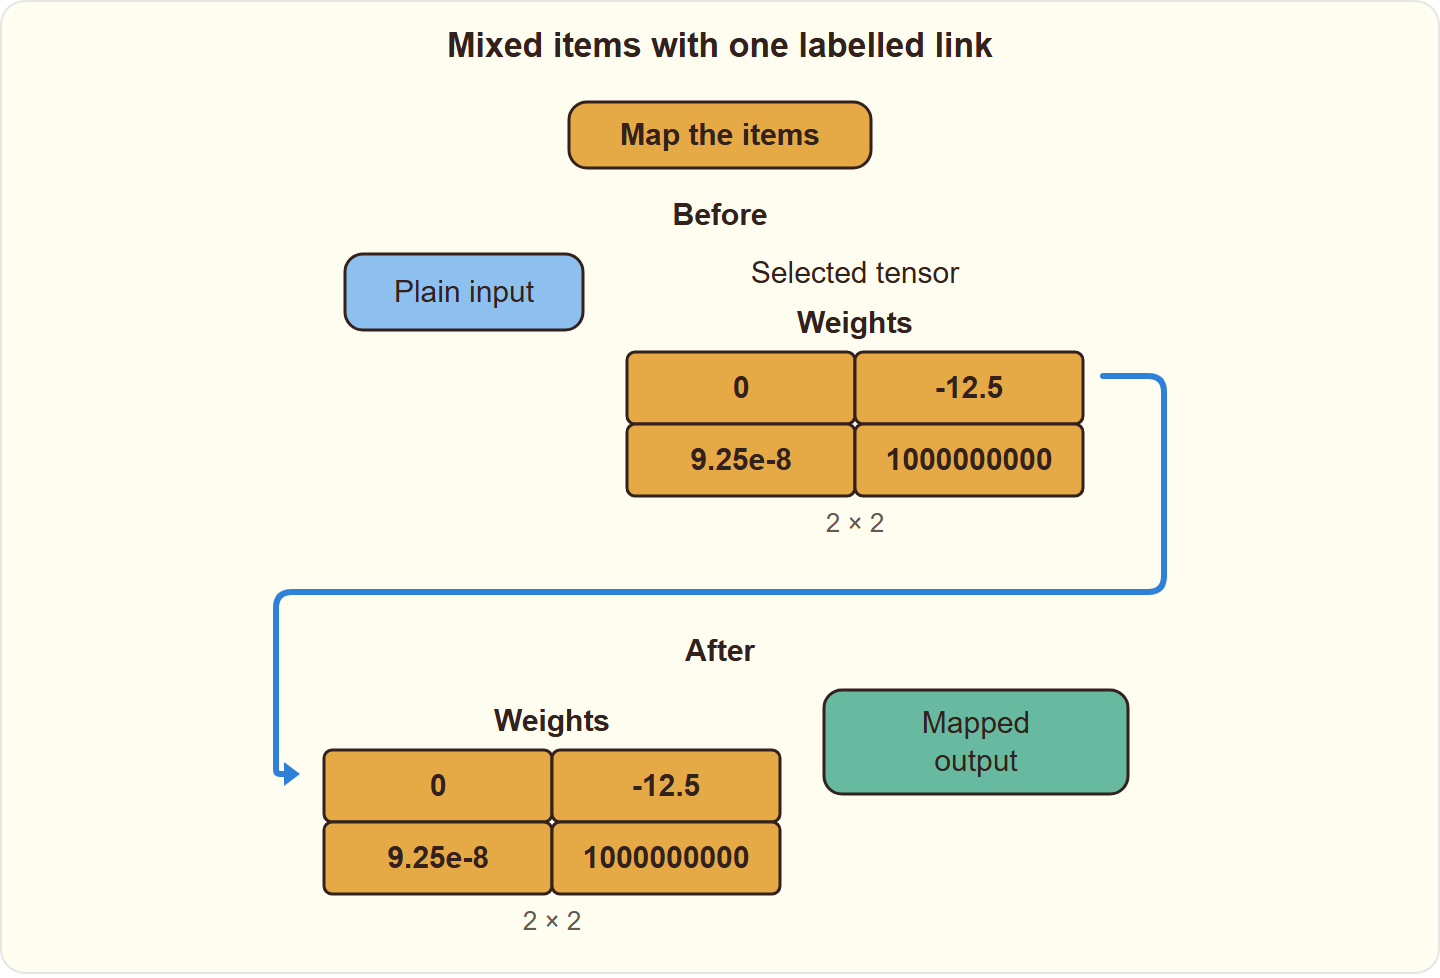 Mixed items with one labelled link
Map the items
Before
Plain input
Selected tensor
Weights
0
-12.5
9.25e-8
1000000000
2 × 2
After
Weights
0
-12.5
9.25e-8
1000000000
2 × 2
Mapped
output